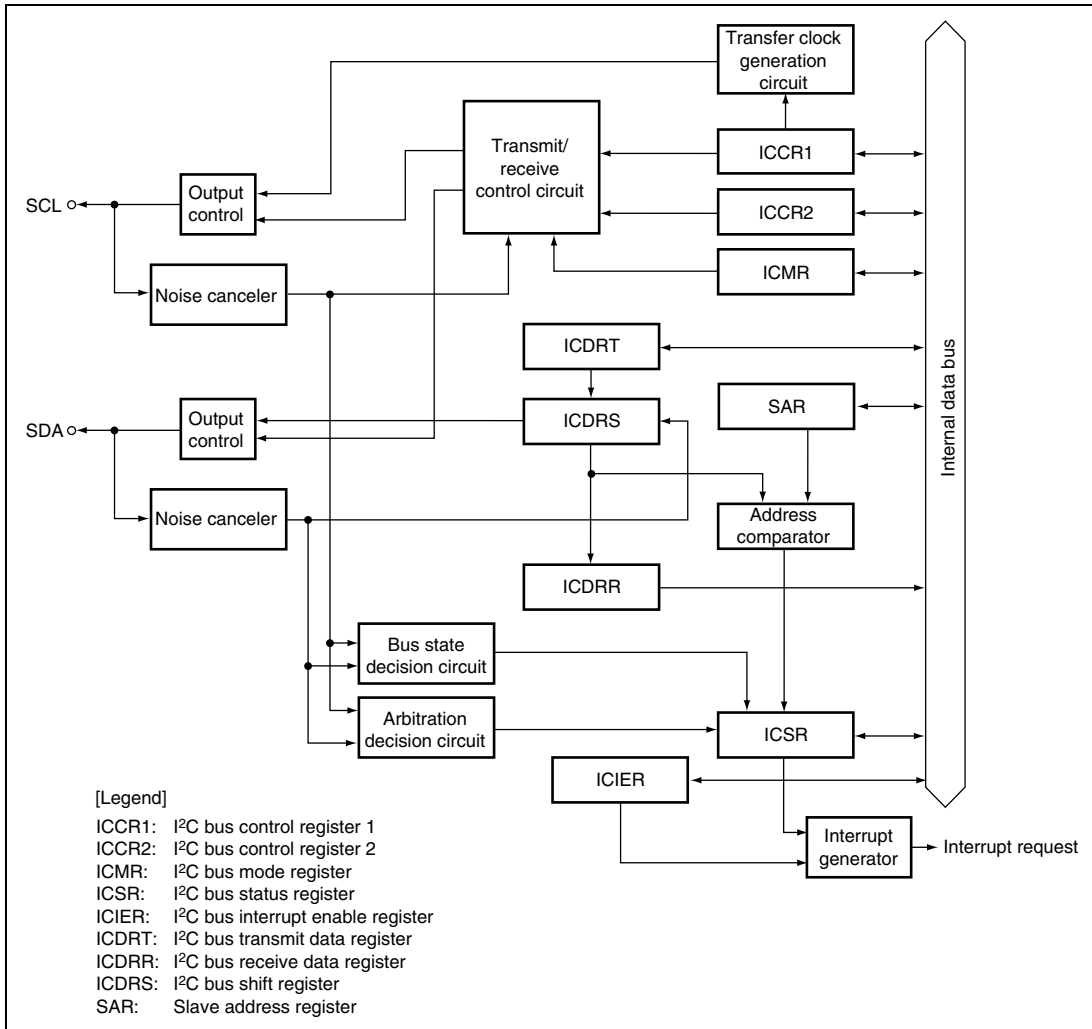 Transfer clock
generation
circuit
Transmit/
receive
control circuit
ICCR1
ICCR2
ICMR
SCL
Output
control
Noise canceler
ICDRT
ICDRS
SAR
SDA
Output
control
Noise canceler
Address
comparator
ICDRR
Internal data bus
Bus state
decision circuit
Arbitration
decision circuit
ICSR
ICIER
Interrupt
generator
Interrupt request
[Legend]
ICCR1: I²C bus control register 1
ICCR2: I²C bus control register 2
ICMR: I²C bus mode register
ICSR: I²C bus status register
ICIER: I²C bus interrupt enable register
ICDRT: I²C bus transmit data register
ICDRR: I²C bus receive data register
ICDRS: I²C bus shift register
SAR: Slave address register